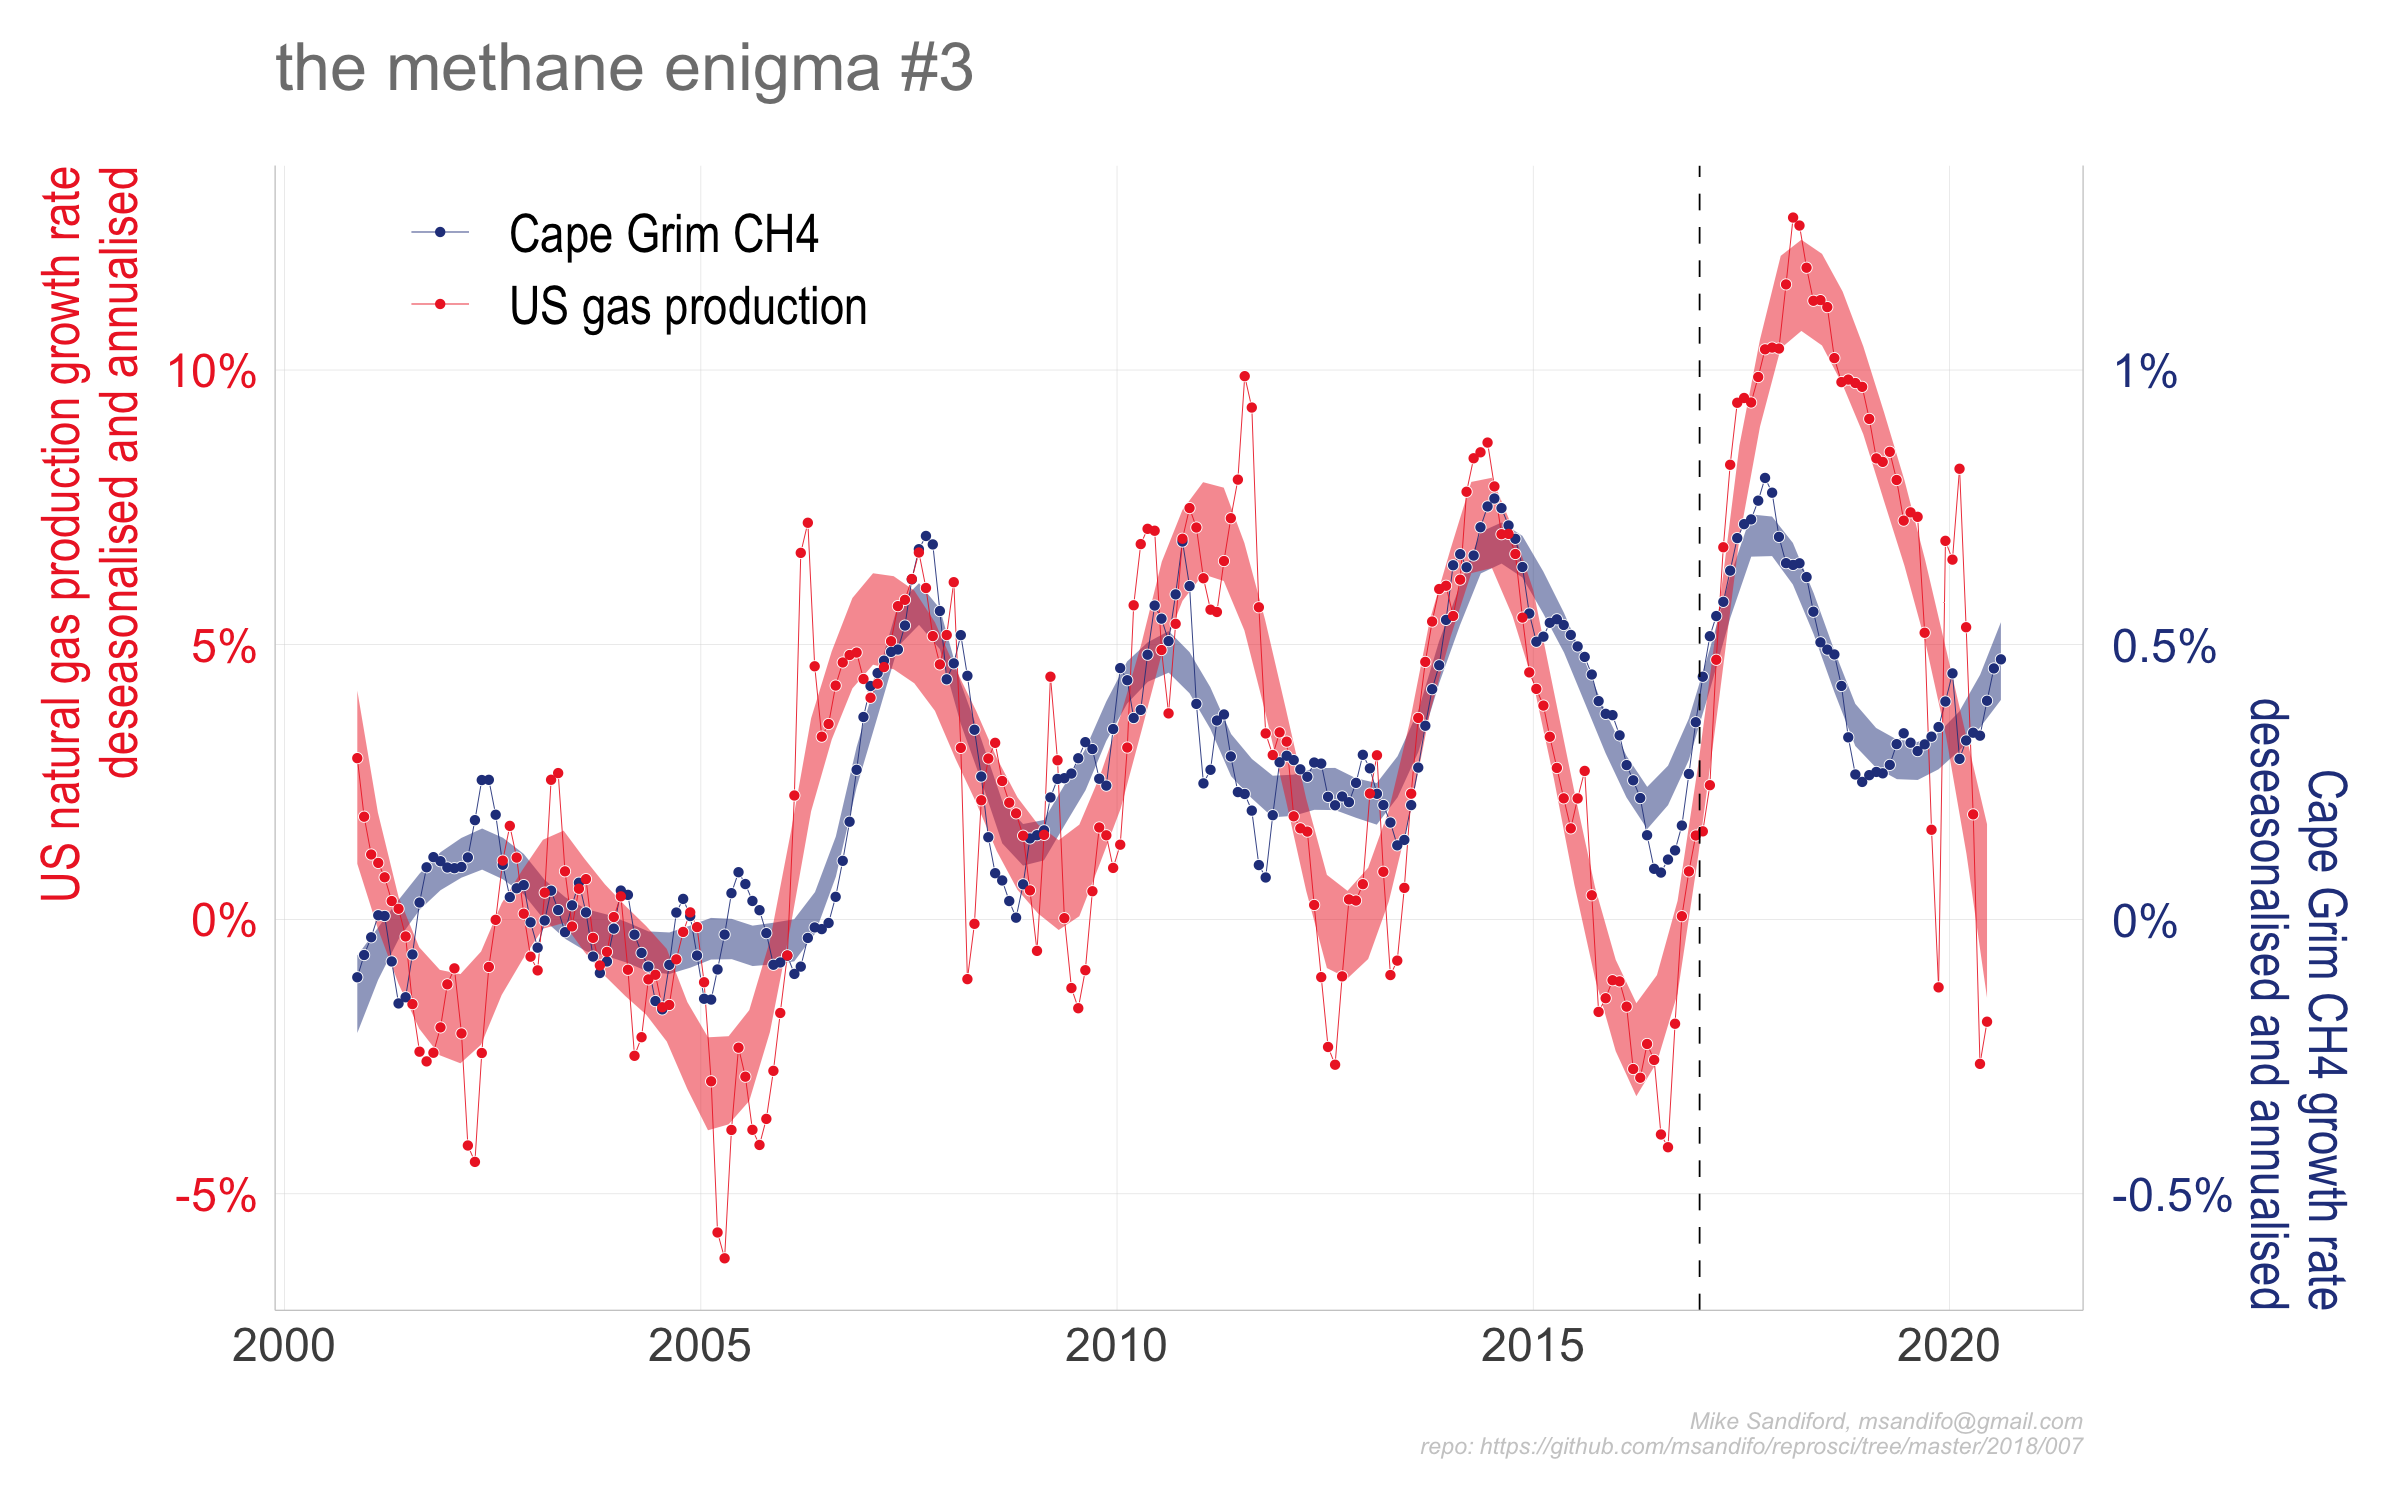 the methane enigma #3
US natural gas production growth rate
deseasonalised and annualised
Cape Grim CH4
US gas production
10%
5%
0%
-5%
1%
0.5%
0%
-0.5%
Cape Grim CH4 growth rate
deseasonalised and annualised
2000
2005
2010
2015
2020
Mike Sandiford, msandifo@gmail.com
repo: https://github.com/msandifo/reprosci/tree/master/2018/007